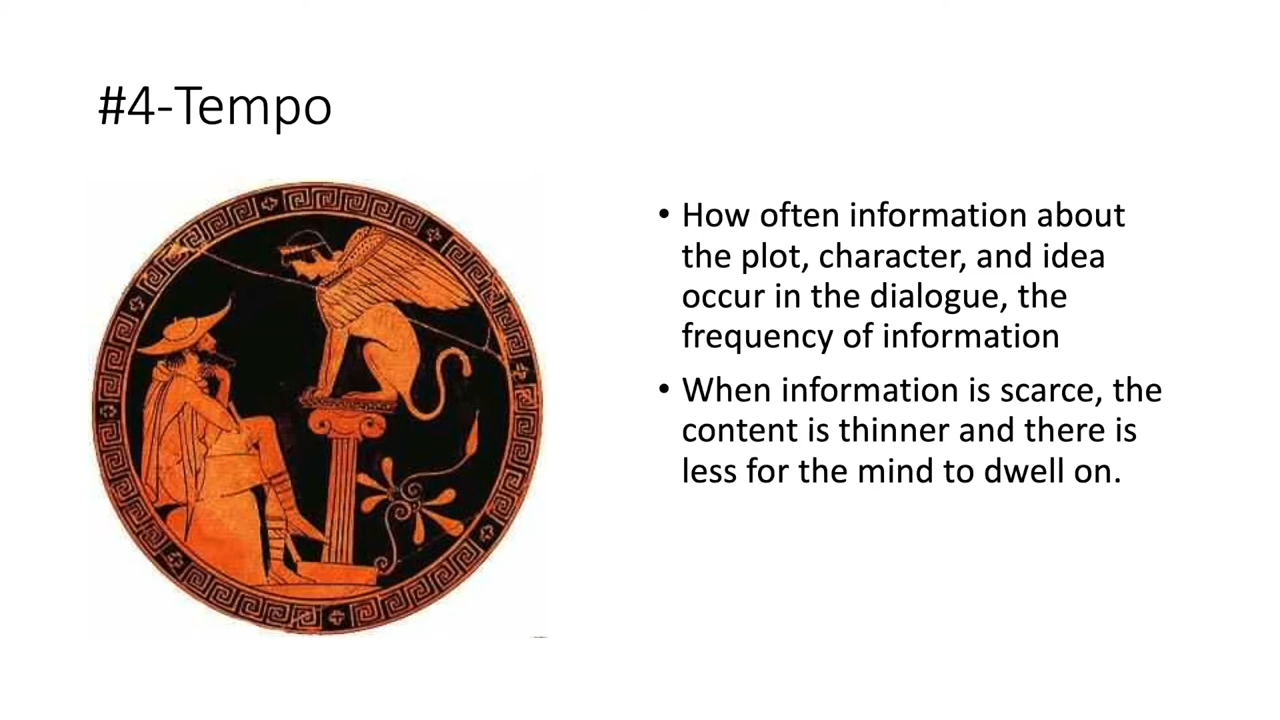 #4-Tempo
• How often information about
the plot, character, and idea
occur in the dialogue, the
frequency of information
• When information is scarce, the
content is thinner and there is
less for the mind to dwell on.